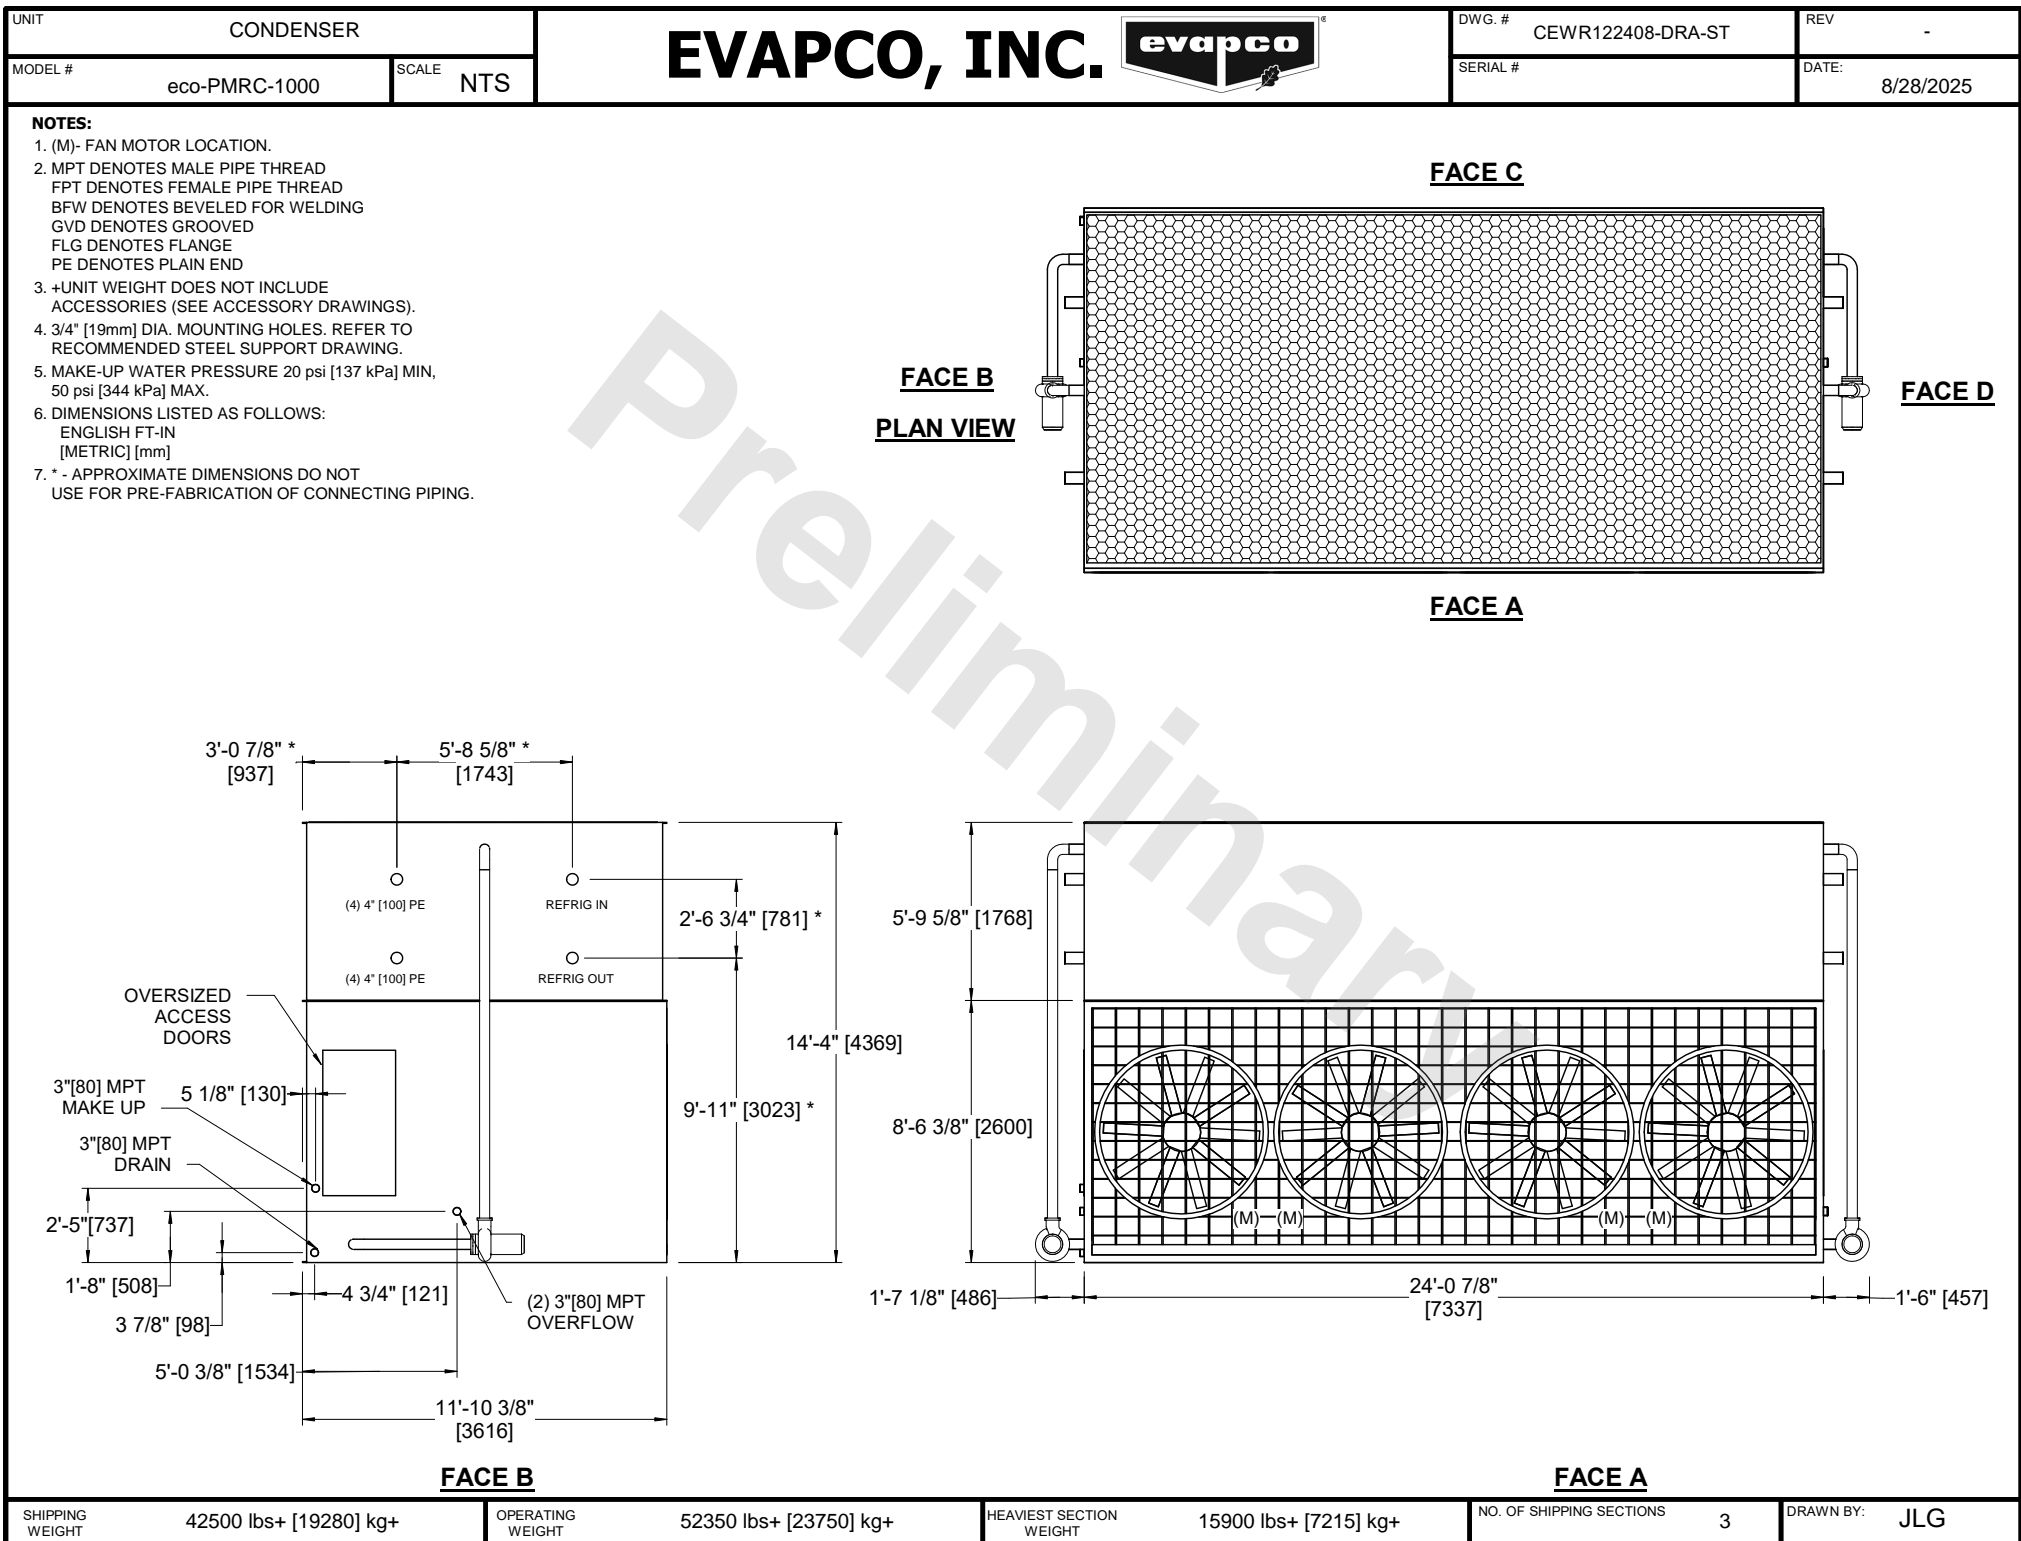 UNIT
CONDENSER
MODEL #
eco-PMRC-1000
SCALE
NTS
EVAPCO, INC.
evapco
®
DWG. #
CEWR122408-DRA-ST
REV
-
SERIAL #
DATE:
8/28/2025
NOTES:
1. (M)- FAN MOTOR LOCATION.
2. MPT DENOTES MALE PIPE THREAD
FPT DENOTES FEMALE PIPE THREAD
BFW DENOTES BEVELED FOR WELDING
GVD DENOTES GROOVED
FLG DENOTES FLANGE
PE DENOTES PLAIN END
3. +UNIT WEIGHT DOES NOT INCLUDE
ACCESSORIES (SEE ACCESSORY DRAWINGS).
4. 3/4" [19mm] DIA. MOUNTING HOLES. REFER TO
RECOMMENDED STEEL SUPPORT DRAWING.
5. MAKE-UP WATER PRESSURE 20 psi [137 kPa] MIN,
50 psi [344 kPa] MAX.
6. DIMENSIONS LISTED AS FOLLOWS:
ENGLISH FT-IN
[METRIC] [mm]
7. * - APPROXIMATE DIMENSIONS DO NOT
USE FOR PRE-FABRICATION OF CONNECTING PIPING.
Preliminary
FACE C
FACE B
PLAN VIEW
FACE D
FACE A
3'-0 7/8" *
[937]
5'-8 5/8" *
[1743]
(4) 4" [100] PE
REFRIG IN
(4) 4" [100] PE
REFRIG OUT
2'-6 3/4" [781] *
14'-4" [4369]
9'-11" [3023] *
OVERSIZED
ACCESS
DOORS
3"[80] MPT
MAKE UP
5 1/8" [130]
3"[80] MPT
DRAIN
2'-5"[737]
1'-8" [508]
3 7/8" [98]
4 3/4" [121]
(2) 3"[80] MPT
OVERFLOW
5'-0 3/8" [1534]
11'-10 3/8"
[3616]
FACE B
5'-9 5/8" [1768]
8'-6 3/8" [2600]
(M) (M) (M) (M)
1'-7 1/8" [486]
24'-0 7/8"
[7337]
1'-6" [457]
FACE A
SHIPPING
WEIGHT
42500 lbs+ [19280] kg+
OPERATING
WEIGHT
52350 lbs+ [23750] kg+
HEAVIEST SECTION
WEIGHT
15900 lbs+ [7215] kg+
NO. OF SHIPPING SECTIONS
3
DRAWN BY:
JLG